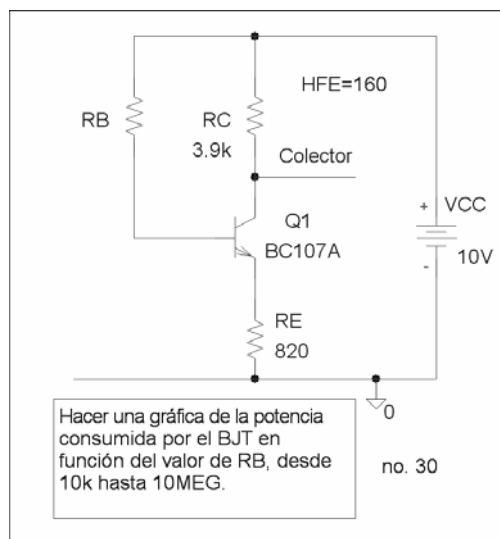 HFE=160
RB
RC
3.9k
Colector
Q1
BC107A
+
VCC
10V
-
RE
820
0
Hacer una gráfica de la potencia
consumida por el BJT en
función del valor de RB, desde
10k hasta 10MEG.
no. 30